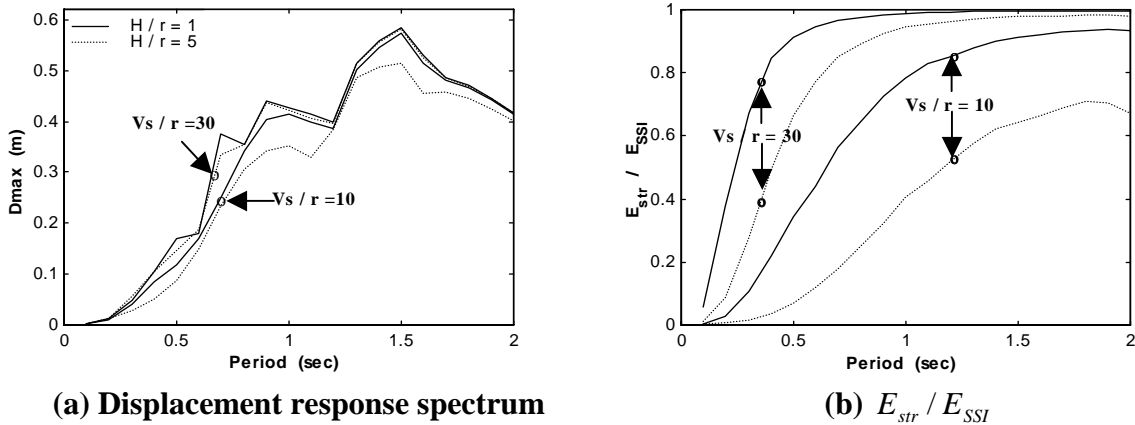 H / r = 1
H / r = 5
Vs / r =30
Vs / r =10
Dmax (m)
0.6
0.5
0.4
0.3
0.2
0.1
0
0 0.5 1 1.5 2
Period (sec)
(a) Displacement response spectrum
Vs / r = 30
Vs / r = 10
E_str / E_SSI
1
0.8
0.6
0.4
0.2
0
0 0.5 1 1.5 2
Period (sec)
(b) E_str / E_SSI